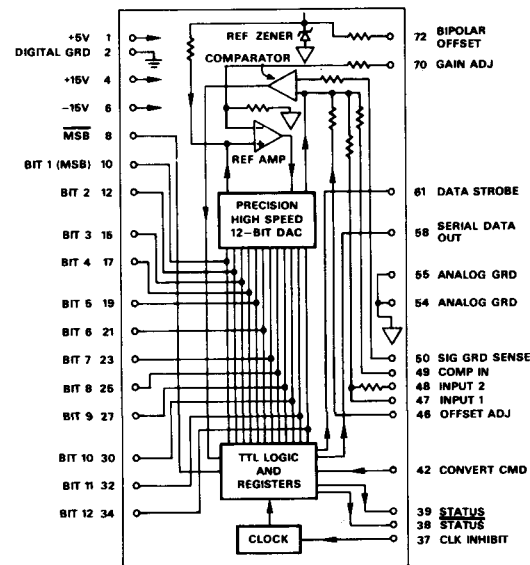 +5V 1
DIGITAL GRD 2
+15V 4
-15V 6
MSB 8
BIT 1 (MSB) 10
BIT 2 12
BIT 3 15
BIT 4 17
BIT 5 19
BIT 6 21
BIT 7 23
BIT 8 25
BIT 9 27
BIT 10 30
BIT 11 32
BIT 12 34
REF ZENER
COMPARATOR
REF AMP
PRECISION
HIGH SPEED
12-BIT DAC
TTL LOGIC
AND
REGISTERS
CLOCK
72 BIPOLAR
OFFSET
70 GAIN ADJ
61 DATA STROBE
58 SERIAL DATA
OUT
55 ANALOG GRD
54 ANALOG GRD
50 SIG GRD SENSE
49 COMP IN
48 INPUT 2
47 INPUT 1
46 OFFSET ADJ
42 CONVERT CMD
39 STATUS
38 STATUS
37 CLK INHIBIT